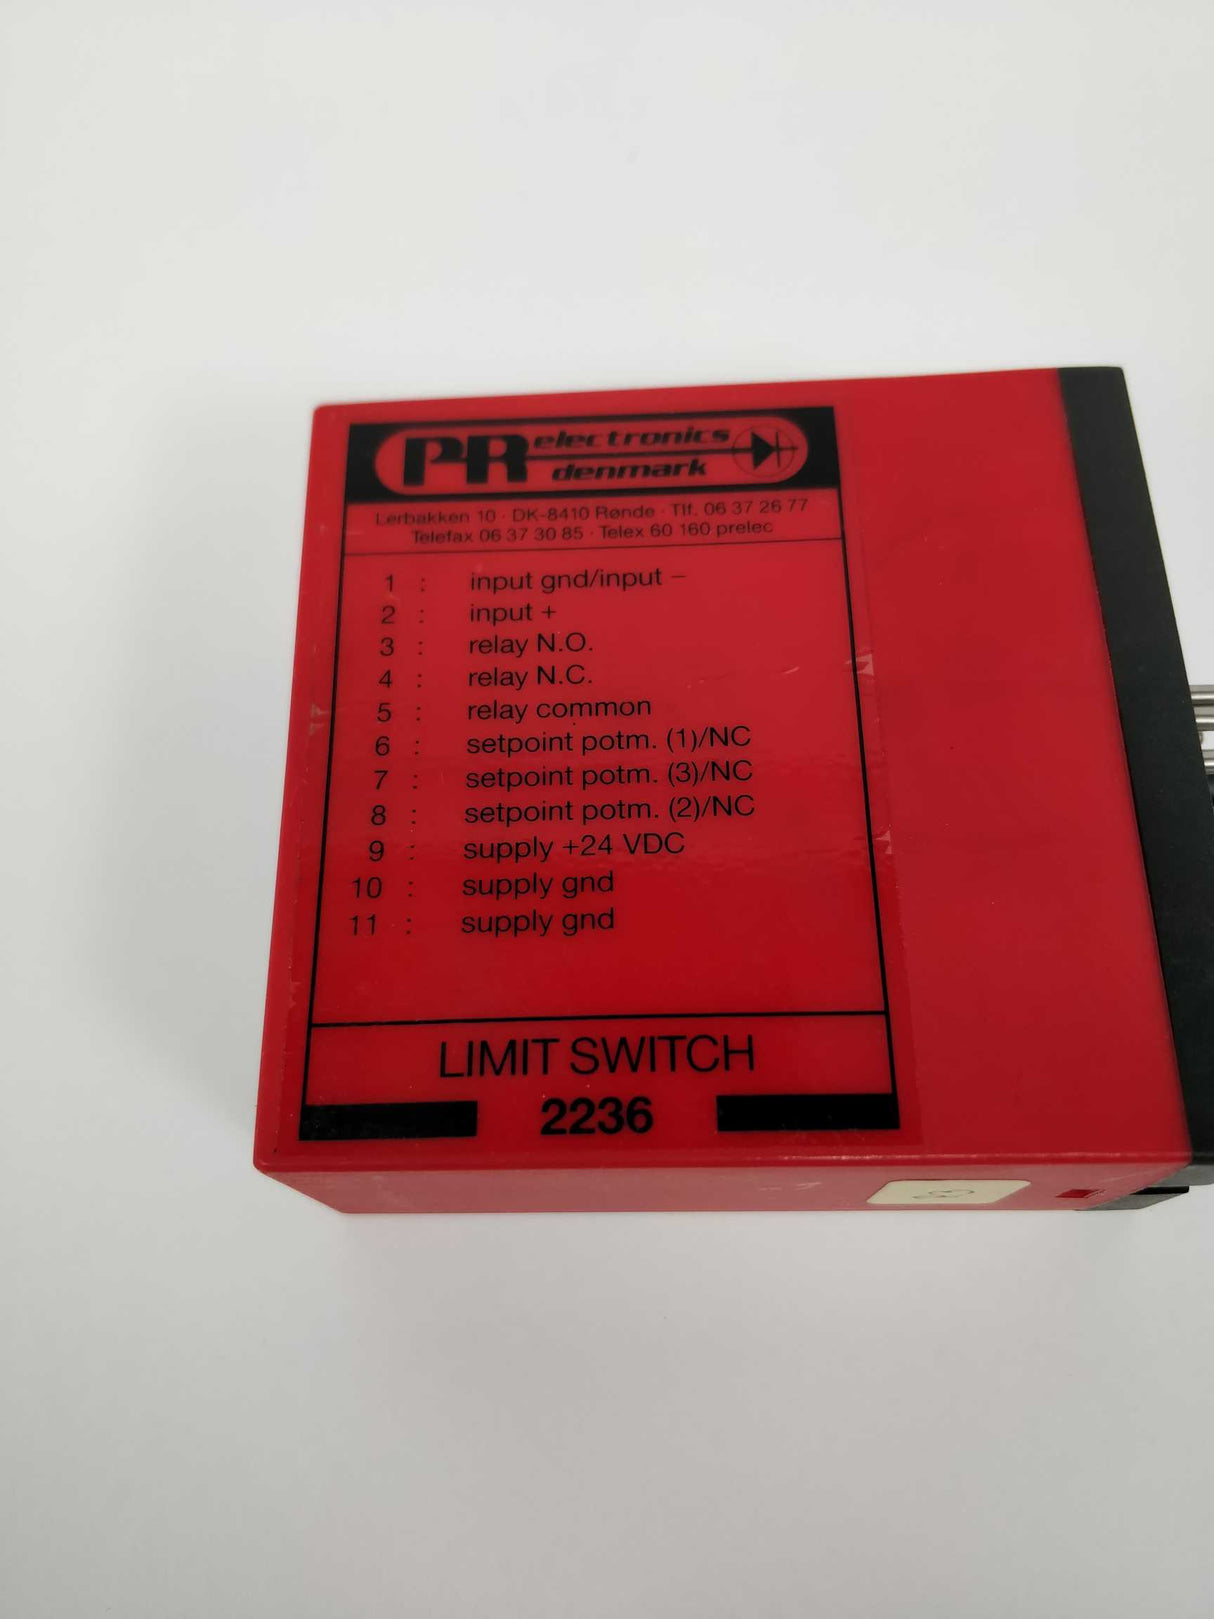 PR electronics
denmark
Lerbakken 10 · DK-8410 Rønde · Tlf. 06 37 26 77
Telefax 06 37 30 85 · Telex 60 160 prelec
1 : input gnd/input –
2 : input +
3 : relay N.O.
4 : relay N.C.
5 : relay common
6 : setpoint potm. (1)/NC
7 : setpoint potm. (3)/NC
8 : setpoint potm. (2)/NC
9 : supply +24 VDC
10 : supply gnd
11 : supply gnd
LIMIT SWITCH
2236